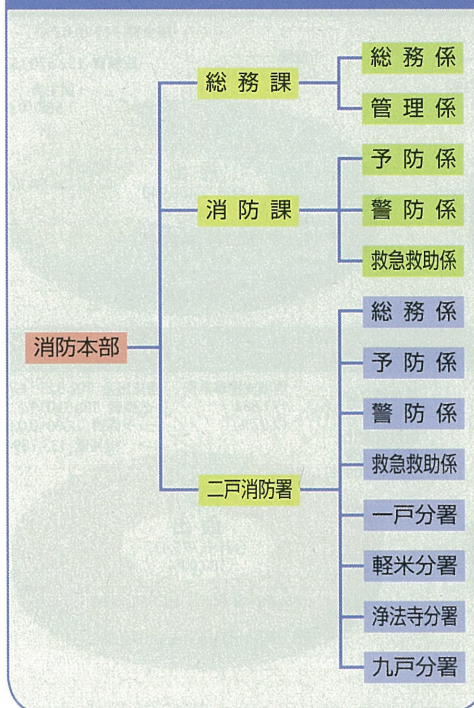 総務課
総務係
管理係
消防課
予防係
警防係
救急救助係
消防本部
二戸消防署
総務係
予防係
警防係
救急救助係
一戸分署
軽米分署
浄法寺分署
九戸分署